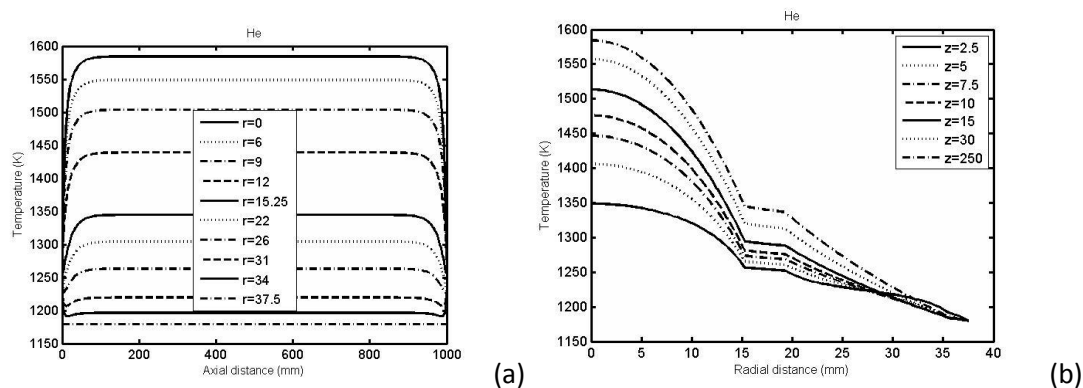 He
1600
1550
1500
1450
1400
1350
1300
1250
1200
1150
Temperature (K)
r=0
r=6
r=9
r=12
r=15.25
r=22
r=26
r=31
r=34
r=37.5
0
200
400
600
800
1000
Axial distance (mm)
(a)
He
1600
1550
1500
1450
1400
1350
1300
1250
1200
1150
Temperature (K)
z=2.5
z=5
z=7.5
z=10
z=15
z=30
z=250
0
5
10
15
20
25
30
35
40
Radial distance (mm)
(b)